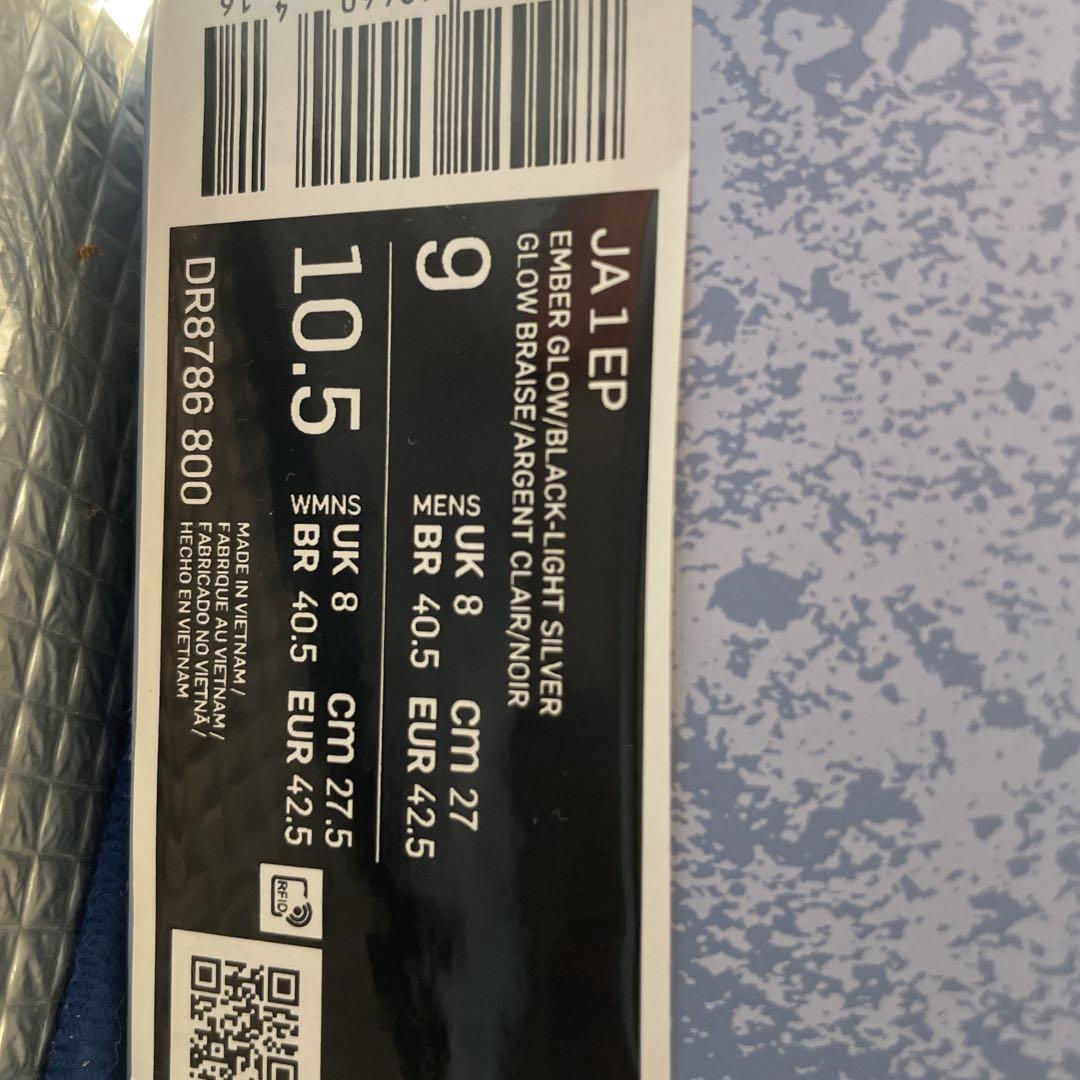 JA 1 EP
EMBER GLOW/BLACK-LIGHT SILVER
GLOW BRAISE/ARGENT CLAIR/NOIR
9
MENS
UK 8 cm 27
BR 40.5 EUR 42.5
10.5
WMNS
UK 8 cm 27.5
BR 40.5 EUR 42.5
RFID
DR8786 800
MADE IN VIETNAM /
FABRIQUE AU VIETNAM /
FABRICADO NO VIETNÃ /
HECHO EN VIETNAM